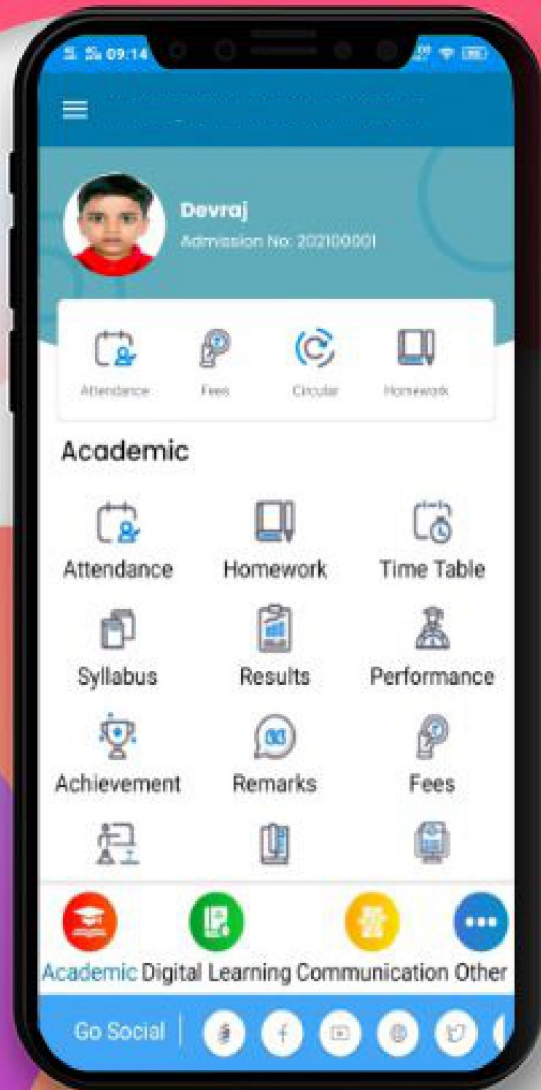 09:14
Devraj
Admission No: 202100001
Attendance Fees Circular Homework
Academic
Attendance Homework Time Table
Syllabus Results Performance
Achievement Remarks Fees
Academic Digital Learning Communication Other
Go Social